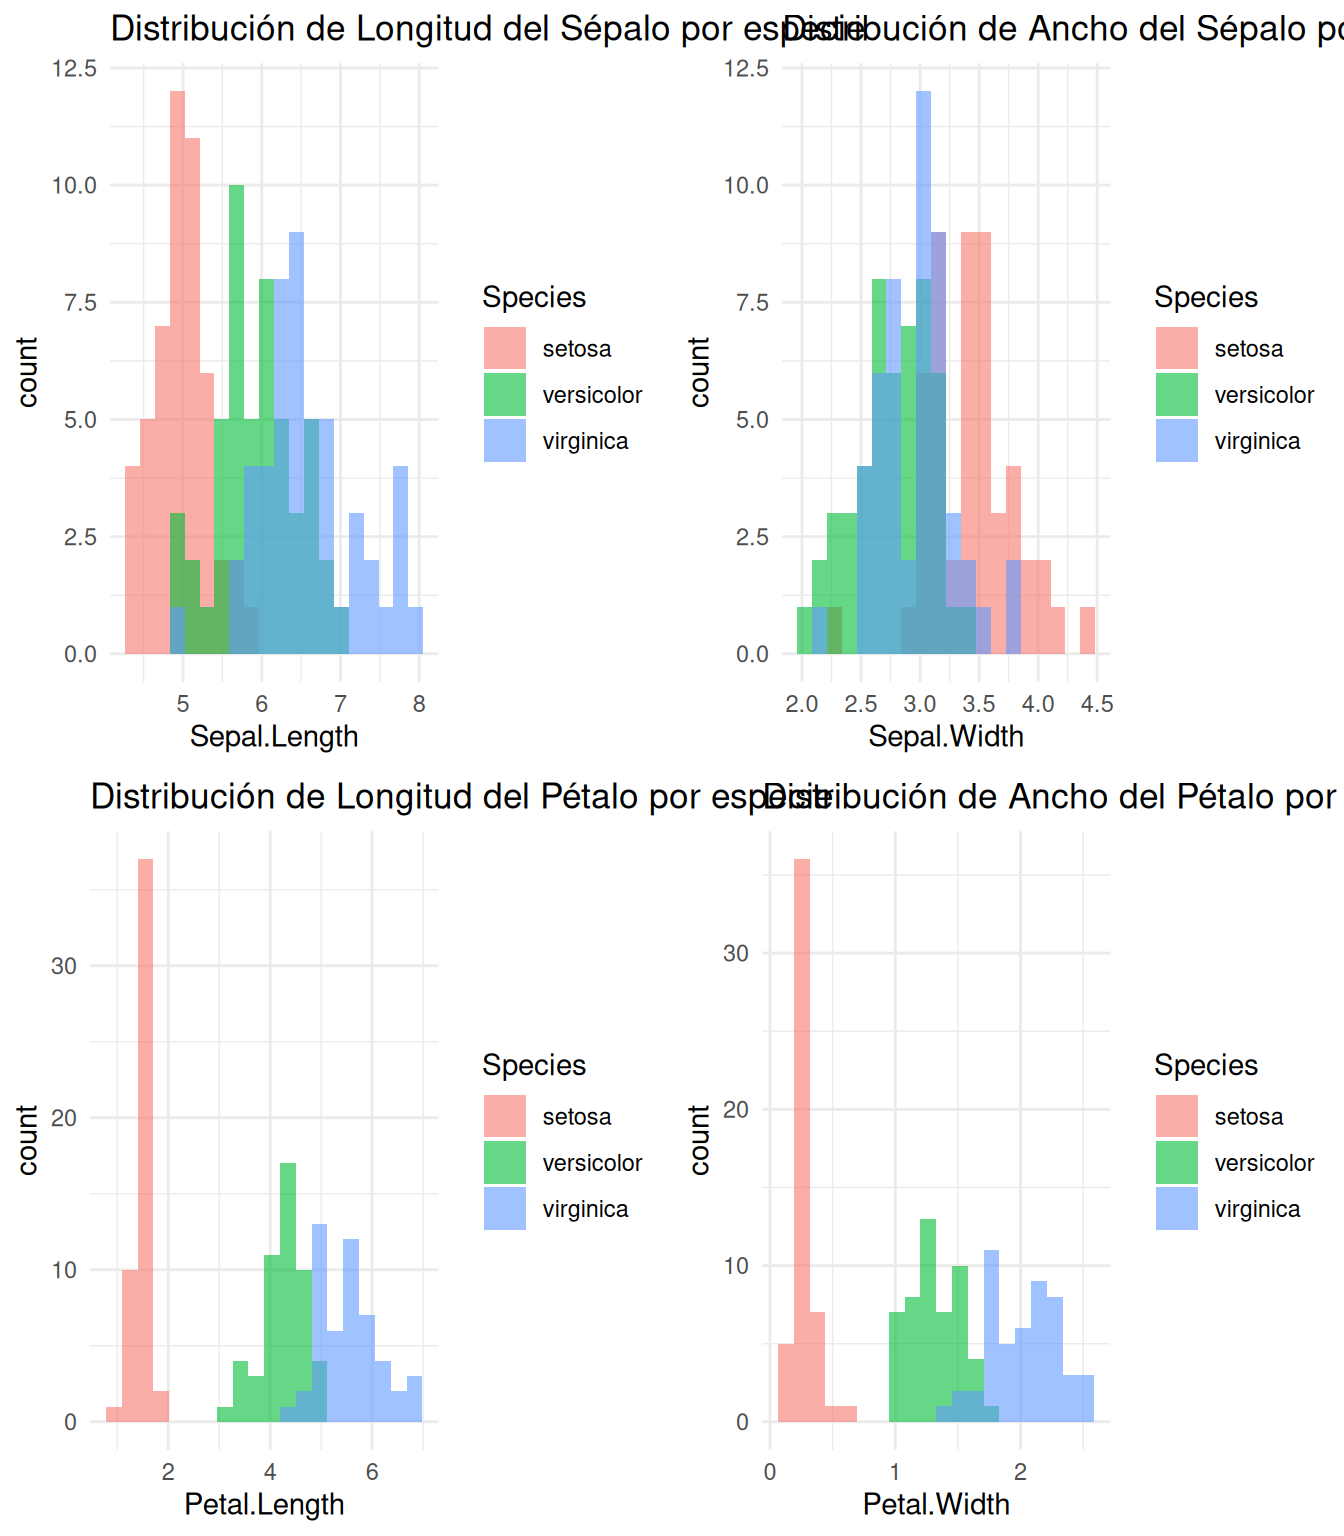 Distribución de Longitud del Sépalo por especie
Distribución de Ancho del Sépalo po
12.5
10.0
7.5
5.0
2.5
0.0
count
5 6 7 8
Sepal.Length
Species
setosa
versicolor
virginica
12.5
10.0
7.5
5.0
2.5
0.0
count
2.0 2.5 3.0 3.5 4.0 4.5
Sepal.Width
Species
setosa
versicolor
virginica
Distribución de Longitud del Pétalo por especie
Distribución de Ancho del Pétalo por
30
20
10
0
count
2 4 6
Petal.Length
Species
setosa
versicolor
virginica
30
20
10
0
count
0 1 2
Petal.Width
Species
setosa
versicolor
virginica